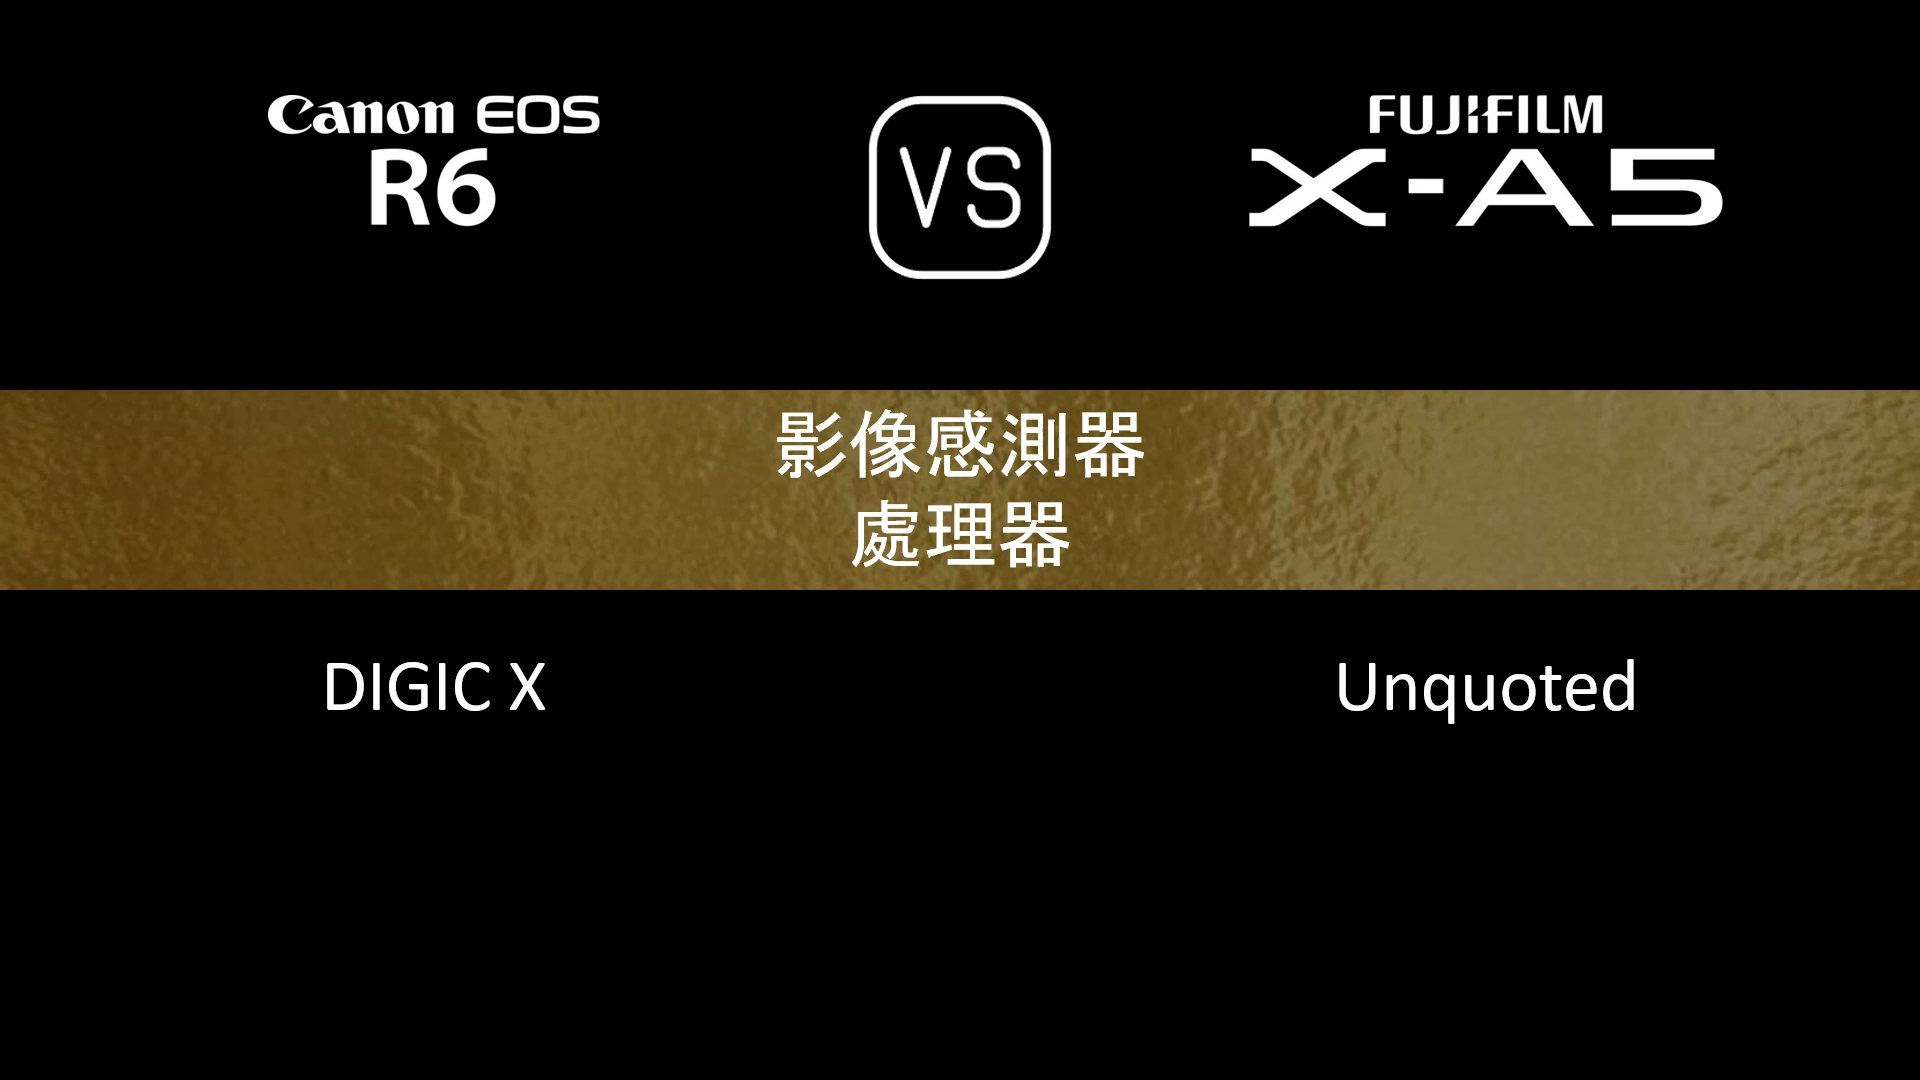 Canon EOS
R6
VS
FUJIFILM
X-A5
影像感測器
處理器
DIGIC X
Unquoted